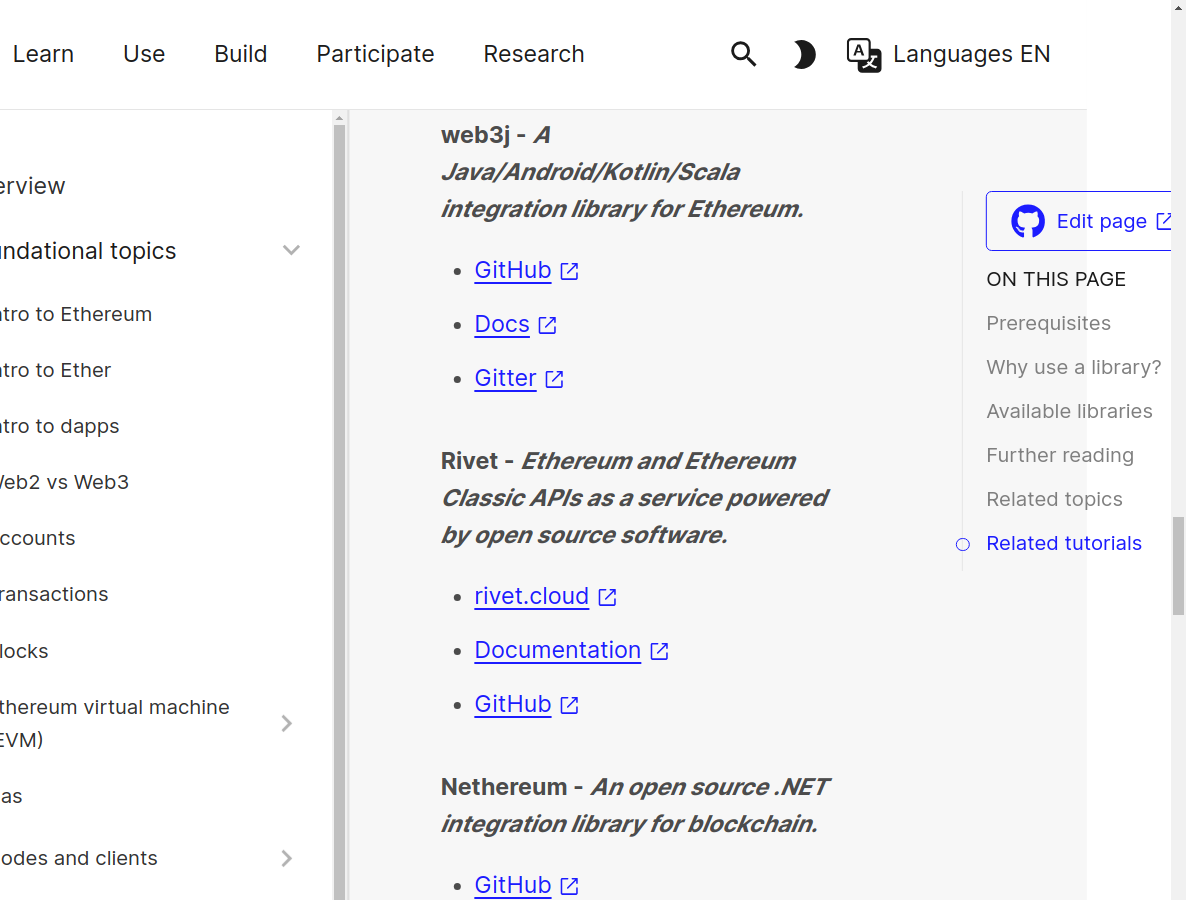 Learn Use Build Participate Research Languages EN
erview
undational topics
ntro to Ethereum
ntro to Ether
ntro to dapps
Web2 vs Web3
ccounts
ransactions
locks
thereum virtual machine
EVM)
as
odes and clients
web3j - A
Java/Android/Kotlin/Scala
integration library for Ethereum.
GitHub
Docs
Gitter
Rivet - Ethereum and Ethereum
Classic APIs as a service powered
by open source software.
rivet.cloud
Documentation
GitHub
Nethereum - An open source .NET
integration library for blockchain.
GitHub
Edit page
ON THIS PAGE
Prerequisites
Why use a library?
Available libraries
Further reading
Related topics
Related tutorials